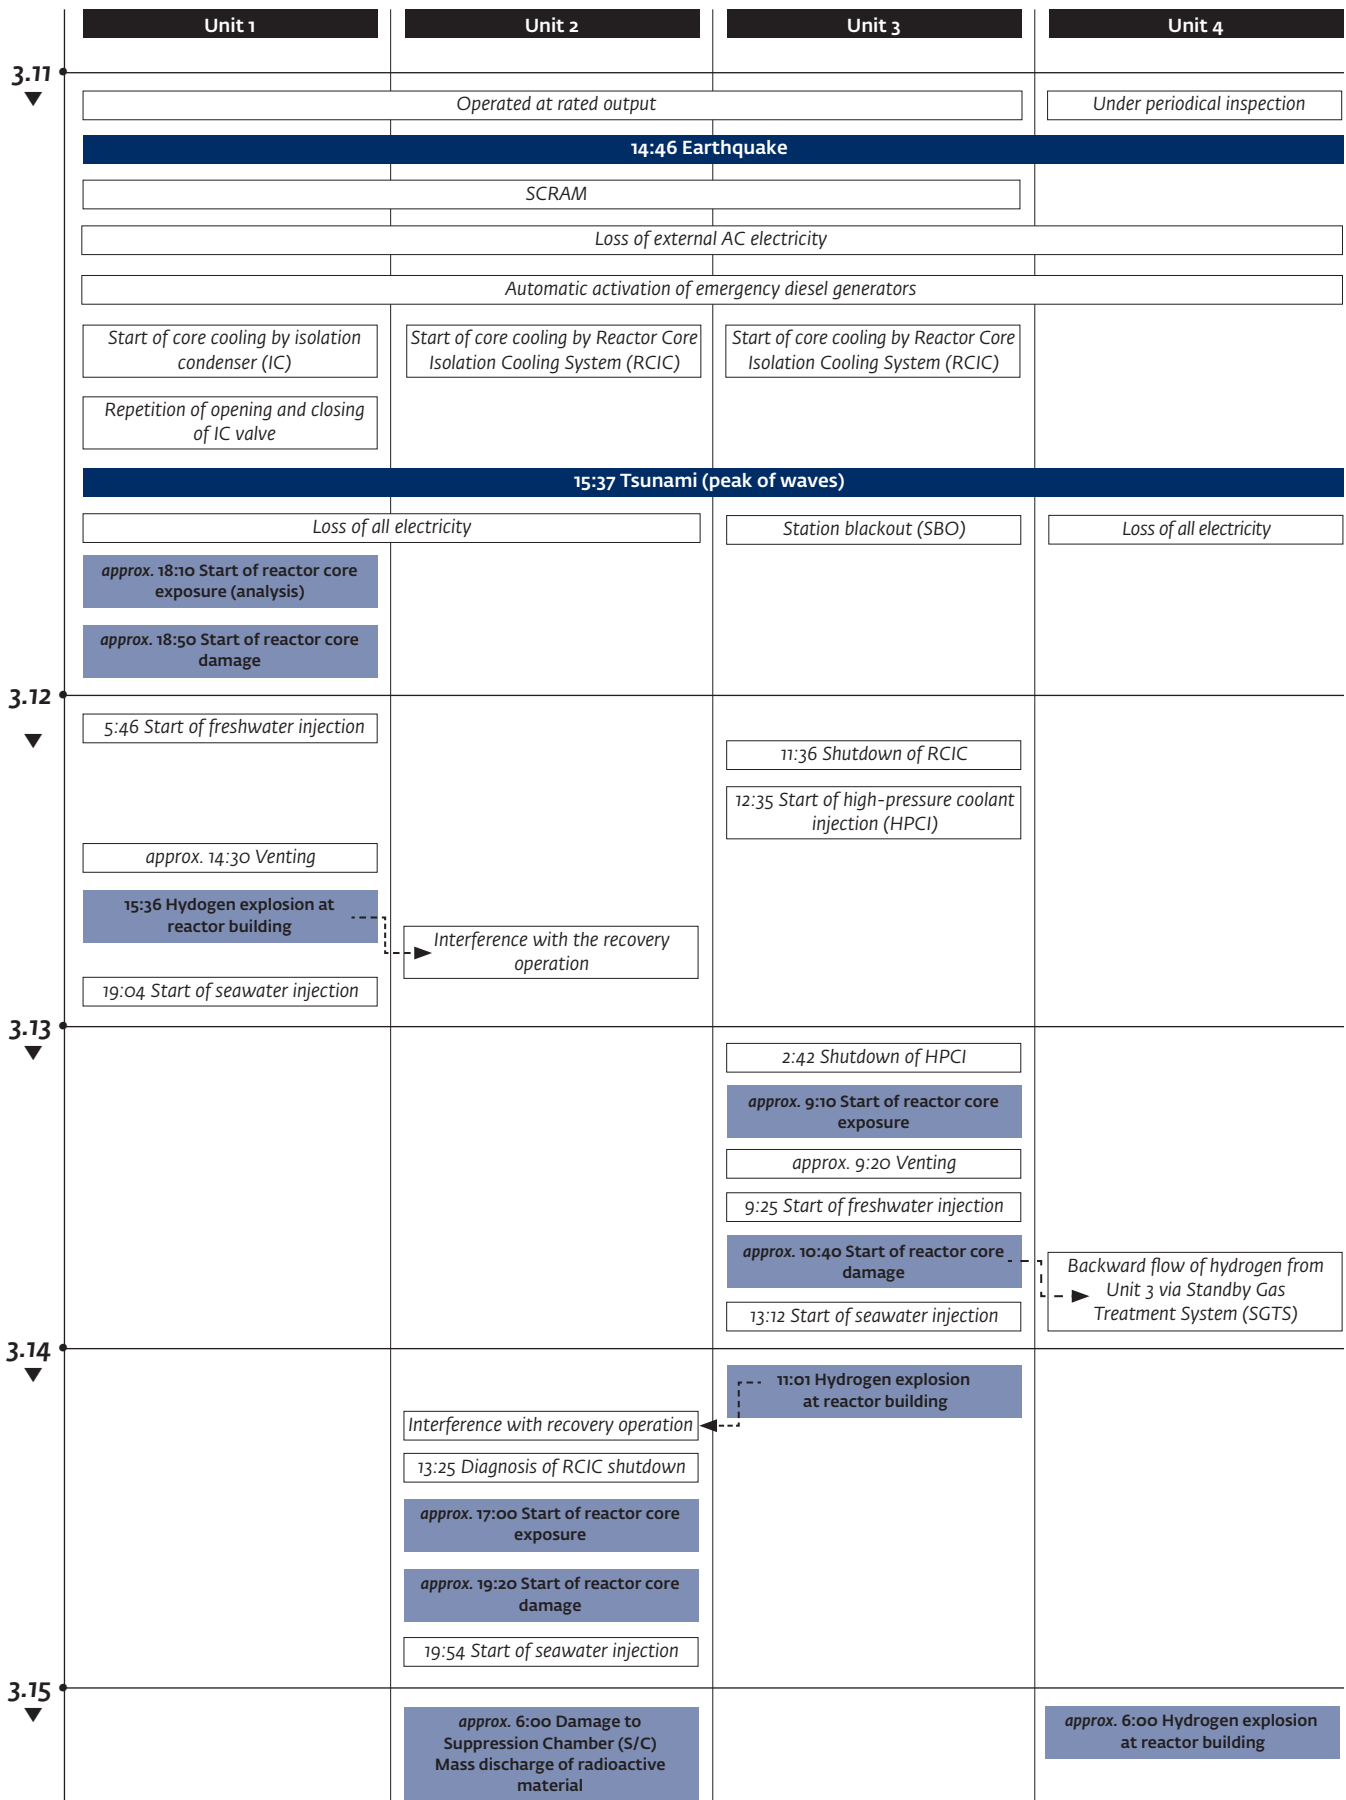 Unit 1
Unit 2
Unit 3
Unit 4
3.11
Operated at rated output
Under periodical inspection
14:46 Earthquake
SCRAM
Loss of external AC electricity
Automatic activation of emergency diesel generators
Start of core cooling by isolation
condenser (IC)
Start of core cooling by Reactor Core
Isolation Cooling System (RCIC)
Start of core cooling by Reactor Core
Isolation Cooling System (RCIC)
Repetition of opening and closing
of IC valve
15:37 Tsunami (peak of waves)
Loss of all electricity
Station blackout (SBO)
Loss of all electricity
approx. 18:10 Start of reactor core
exposure (analysis)
approx. 18:50 Start of reactor core
damage
3.12
5:46 Start of freshwater injection
11:36 Shutdown of RCIC
12:35 Start of high-pressure coolant
injection (HPCI)
approx. 14:30 Venting
15:36 Hydogen explosion at
reactor building
Interference with the recovery
operation
19:04 Start of seawater injection
3.13
2:42 Shutdown of HPCI
approx. 9:10 Start of reactor core
exposure
approx. 9:20 Venting
9:25 Start of freshwater injection
approx. 10:40 Start of reactor core
damage
Backward flow of hydrogen from
Unit 3 via Standby Gas
Treatment System (SGTS)
13:12 Start of seawater injection
3.14
11:01 Hydrogen explosion
at reactor building
Interference with recovery operation
13:25 Diagnosis of RCIC shutdown
approx. 17:00 Start of reactor core
exposure
approx. 19:20 Start of reactor core
damage
19:54 Start of seawater injection
3.15
approx. 6:00 Damage to
Suppression Chamber (S/C)
Mass discharge of radioactive
material
approx. 6:00 Hydrogen explosion
at reactor building